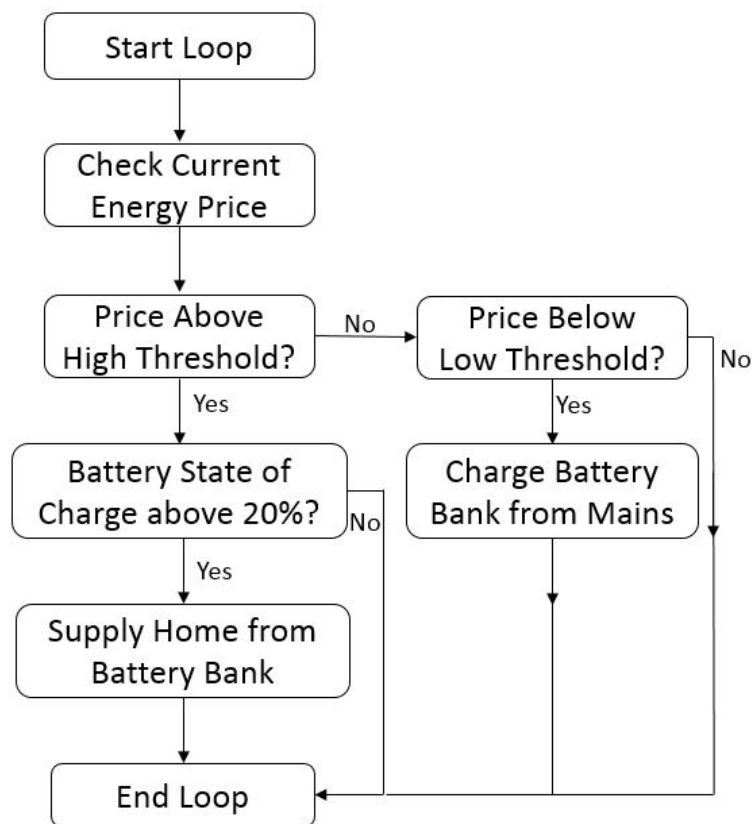 Start Loop
Check Current
Energy Price
Price Above
High Threshold?
No
Price Below
Low Threshold?
No
Yes
Yes
Battery State of
Charge above 20%?
No
Charge Battery
Bank from Mains
Yes
Supply Home from
Battery Bank
End Loop